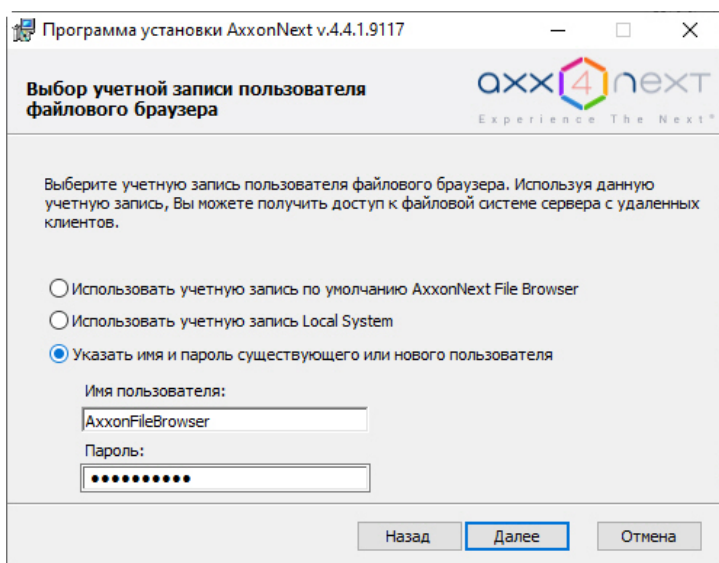 Программа установки AxxonNext v.4.4.1.9117
Выбор учетной записи пользователя
файлового браузера
axx4next
Experience The Next®
Выберите учетную запись пользователя файлового браузера. Используя данную
учетную запись, Вы можете получить доступ к файловой системе сервера с удаленных
клиентов.
Использовать учетную запись по умолчанию AxxonNext File Browser
Использовать учетную запись Local System
Указать имя и пароль существующего или нового пользователя
Имя пользователя:
AxxonFileBrowser
Пароль:
●●●●●●●●●●
Назад Далее Отмена